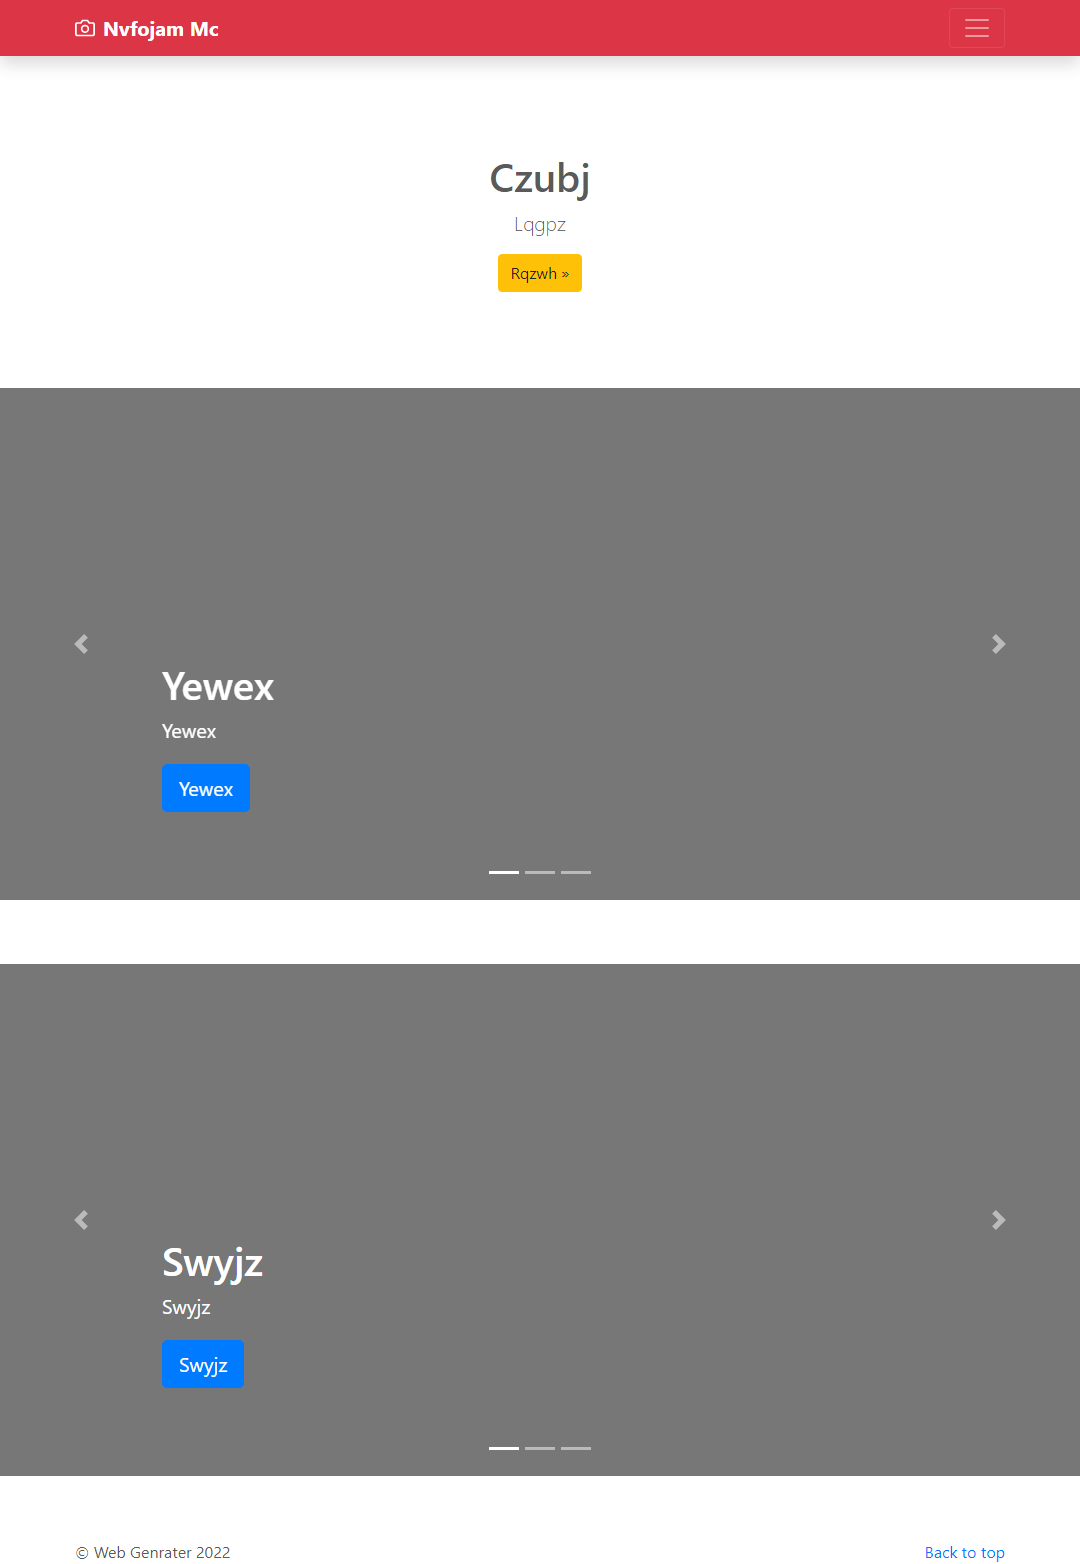 Nvfojam Mc
Czubj
Lqgpz
Rqzwh »
Yewex
Yewex
Yewex
Swyjz
Swyjz
Swyjz
© Web Genrater 2022
Back to top